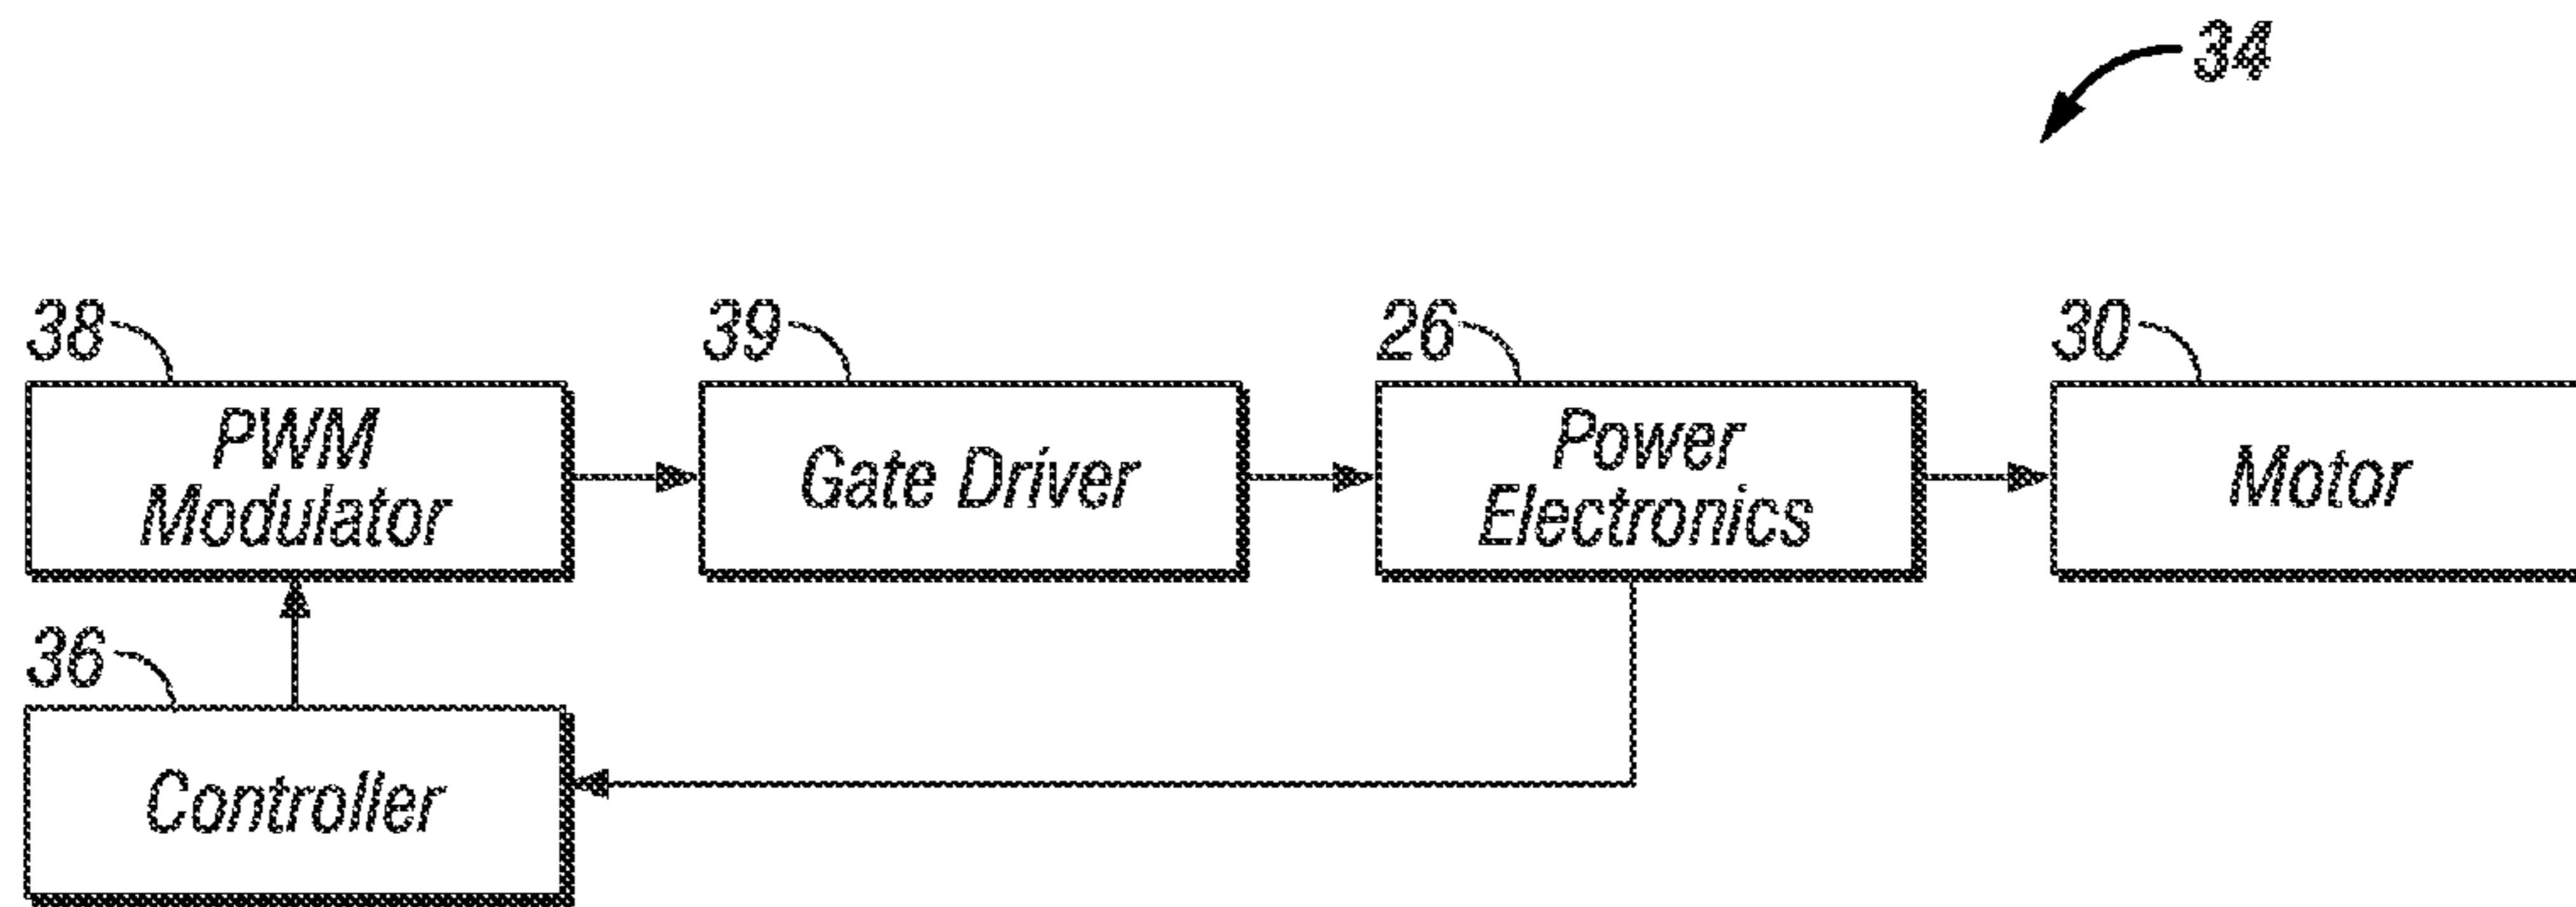 34
38
PWM
Modulator
39
Gate Driver
26
Power
Electronics
30
Motor
36
Controller